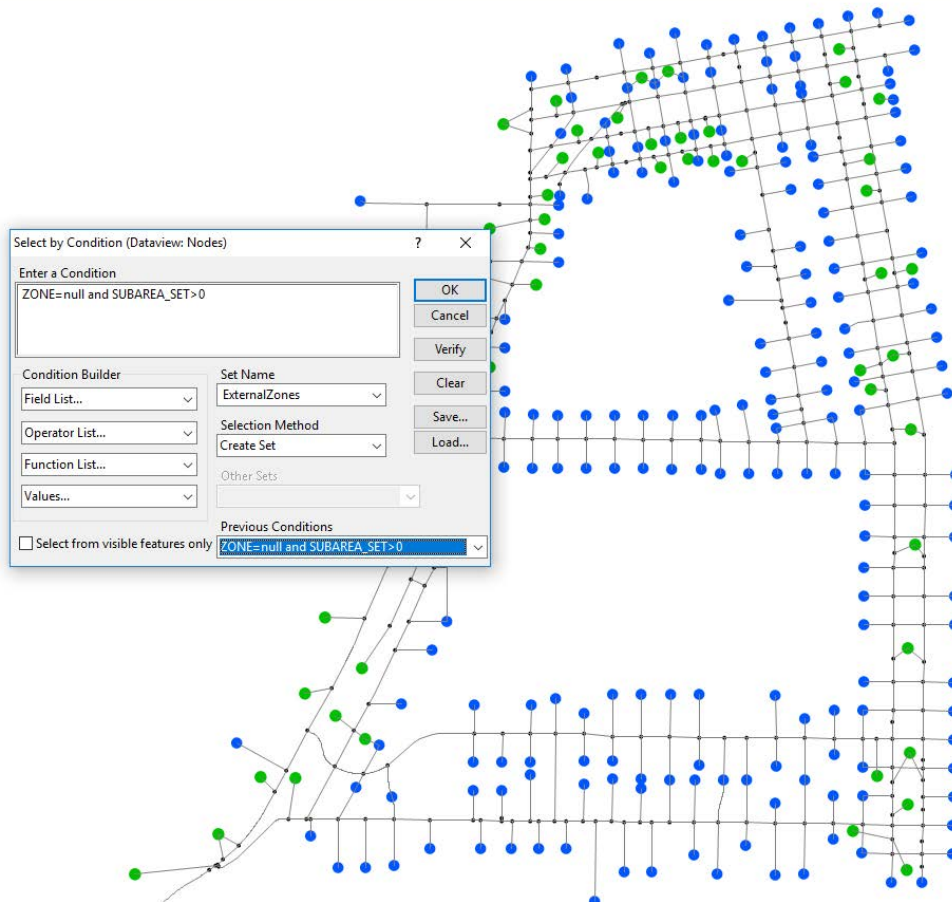 Select by Condition (Dataview: Nodes) ? X
Enter a Condition
ZONE=null and SUBAREA_SET>0
OK
Cancel
Verify
Clear
Save...
Load...
Condition Builder
Field List...
Operator List...
Function List...
Values...
Set Name
ExternalZones
Selection Method
Create Set
Other Sets
Previous Conditions
Select from visible features only
ZONE=null and SUBAREA_SET>0